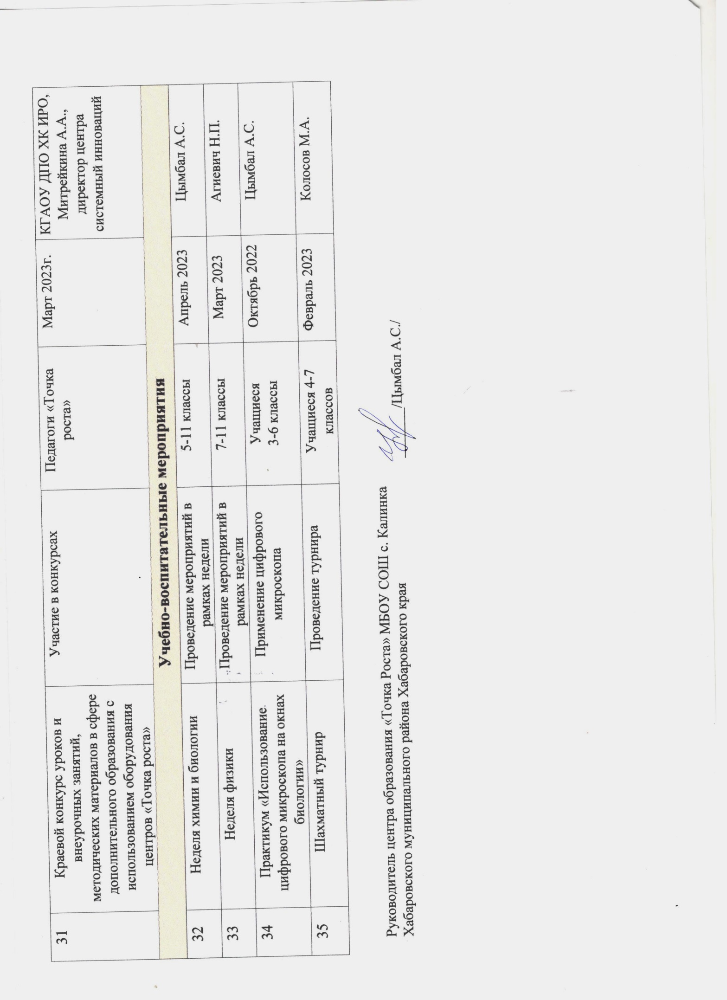 31
Краевой конкурс уроков и
внеурочных занятий,
методических материалов в сфере
дополнительного образования с
использованием оборудования
центров «Точка роста»
Участие в конкурсах
Педагоги «Точка
роста»
Март 2023г.
КГАОУ ДПО ХК ИРО,
Митрейкина А.А.,
директор центра
системный инноваций
Учебно-воспитательные мероприятия
32
Неделя химии и биологии
Проведение мероприятий в
рамках недели
5-11 классы
Апрель 2023
Цымбал А.С.
33
Неделя физики
Проведение мероприятий в
рамках недели
7-11 классы
Март 2023
Агиевич Н.П.
34
Практикум «Использование
цифрового микроскопа на окнах
биологии»
Применение цифрового
микроскопа
Учащиеся
3-6 классы
Октябрь 2022
Цымбал А.С.
35
Шахматный турнир
Проведение турнира
Учащиеся 4-7
классов
Февраль 2023
Колосов М.А.
Руководитель центра образования «Точка Роста» МБОУ СОШ с. Калинка
Хабаровского муниципального района Хабаровского края /Цымбал А.С./